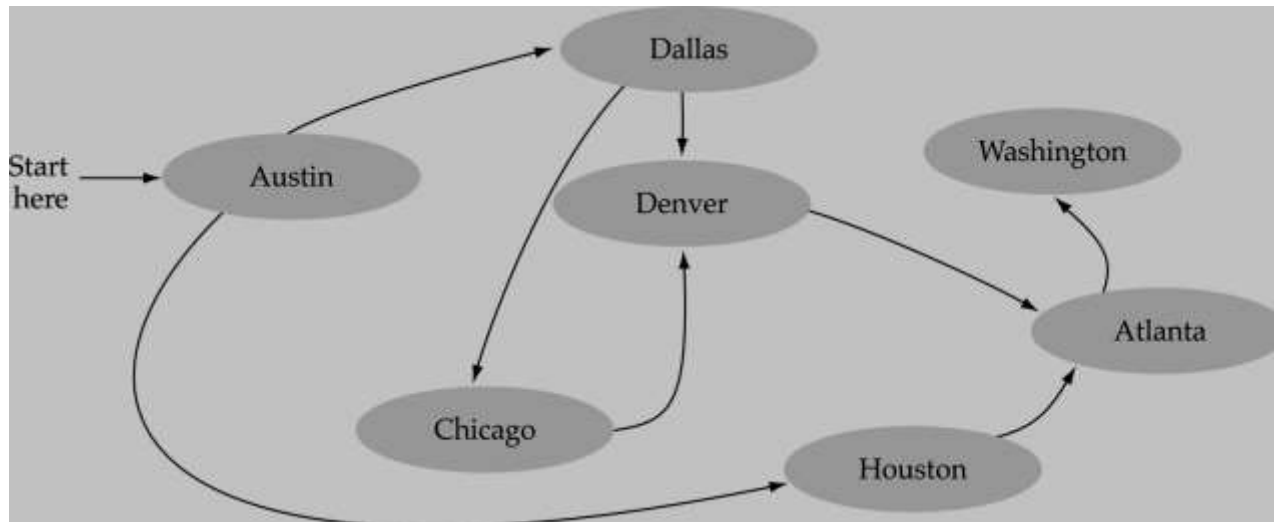 Dallas
Washington
Start
here
Austin
Denver
Atlanta
Chicago
Houston